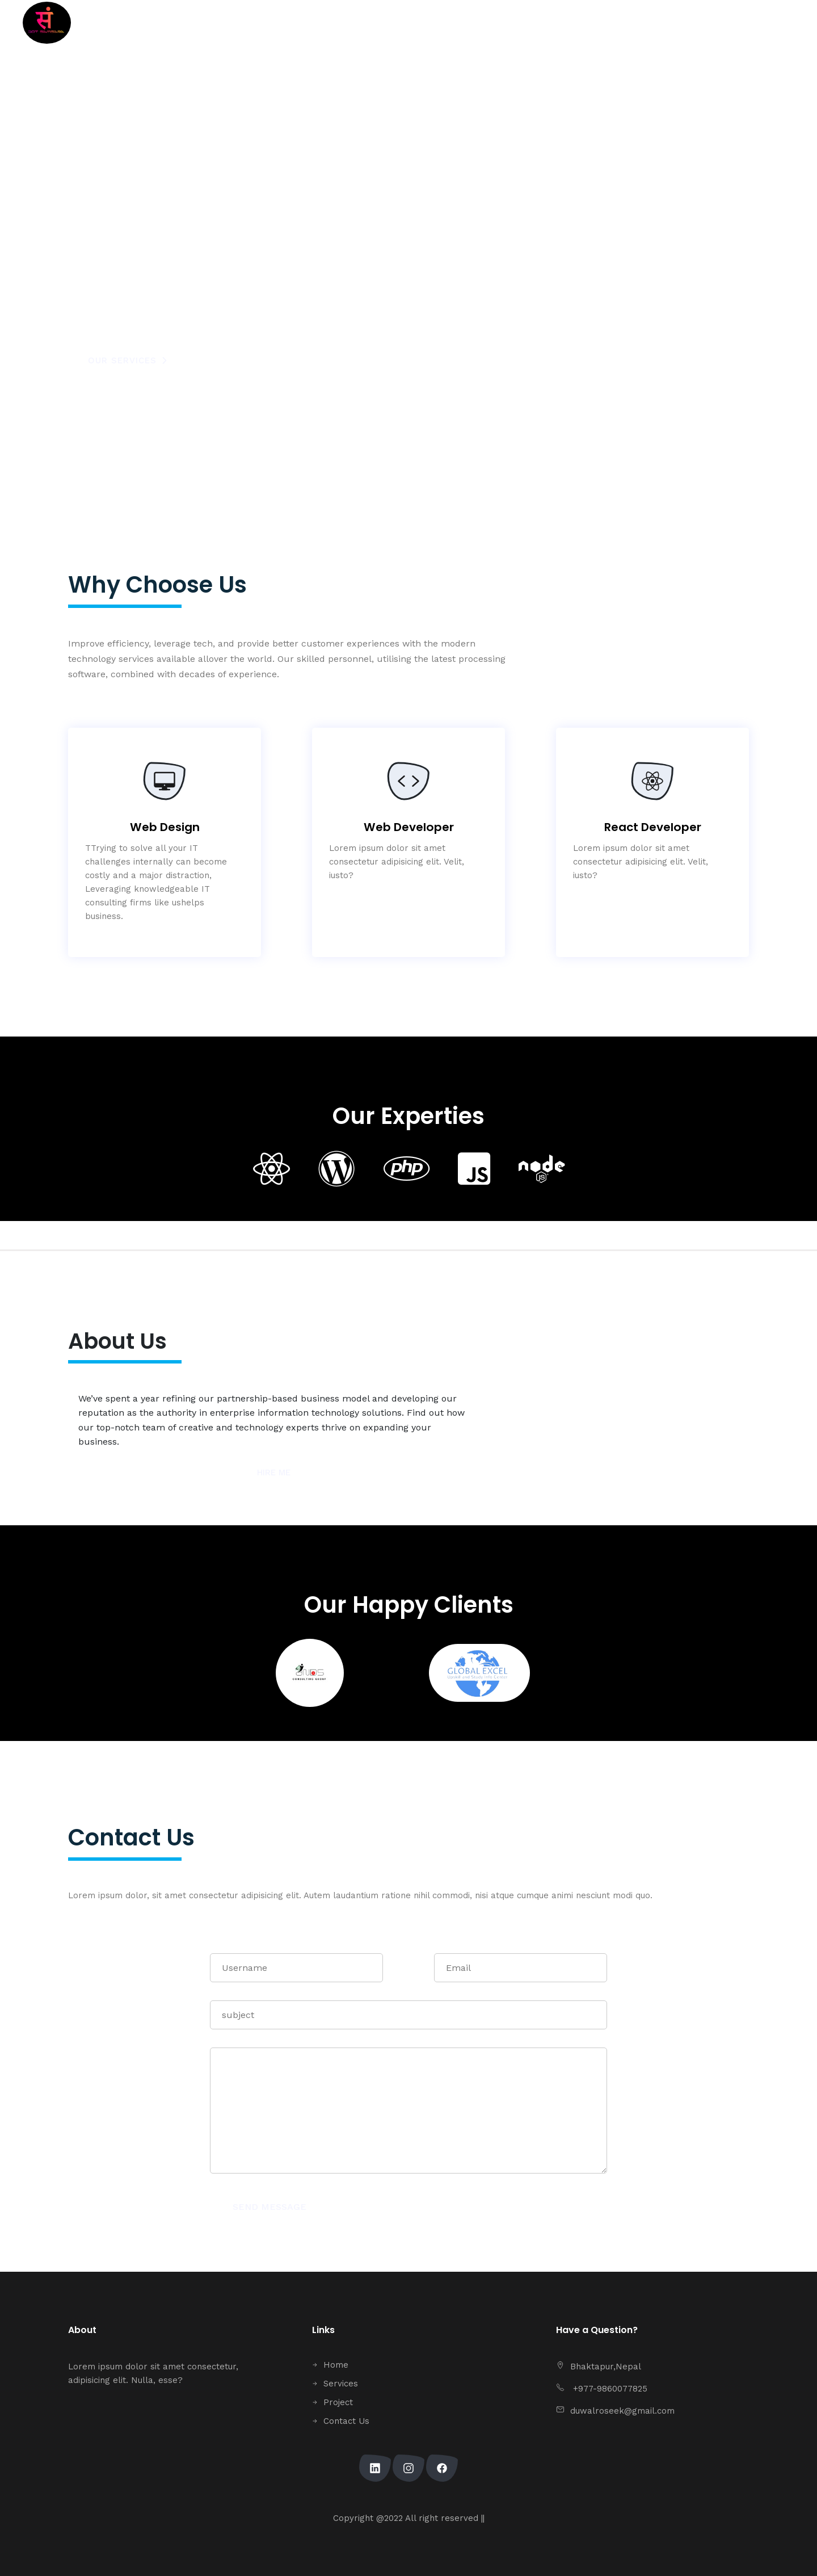 सं
Why Choose Us
Improve efficiency, leverage tech, and provide better customer experiences with the modern
technology services available allover the world. Our skilled personnel, utilising the latest processing
software, combined with decades of experience.
Web Design
TTrying to solve all your IT
challenges internally can become
costly and a major distraction,
Leveraging knowledgeable IT
consulting firms like ushelps
business.
Web Developer
Lorem ipsum dolor sit amet
consectetur adipisicing elit. Velit,
iusto?
React Developer
Lorem ipsum dolor sit amet
consectetur adipisicing elit. Velit,
iusto?
Our Experties
php
JS
node
JS
About Us
We've spent a year refining our partnership-based business model and developing our
reputation as the authority in enterprise information technology solutions. Find out how
our top-notch team of creative and technology experts thrive on expanding your
business.
Our Happy Clients
CONSULTING AGENT
GLOBAL EXCEL
Contact Us
Lorem ipsum dolor, sit amet consectetur adipisicing elit. Autem laudantium ratione nihil commodi, nisi atque cumque animi nesciunt modi quo.
Username
Email
subject
SEND MESSAGE
About
Lorem ipsum dolor sit amet consectetur,
adipisicing elit. Nulla, esse?
Links
Home
Services
Project
Contact Us
Have a Question?
Bhaktapur,Nepal
+977-9860077825
duwalroseek@gmail.com
Copyright @2022 All right reserved ||